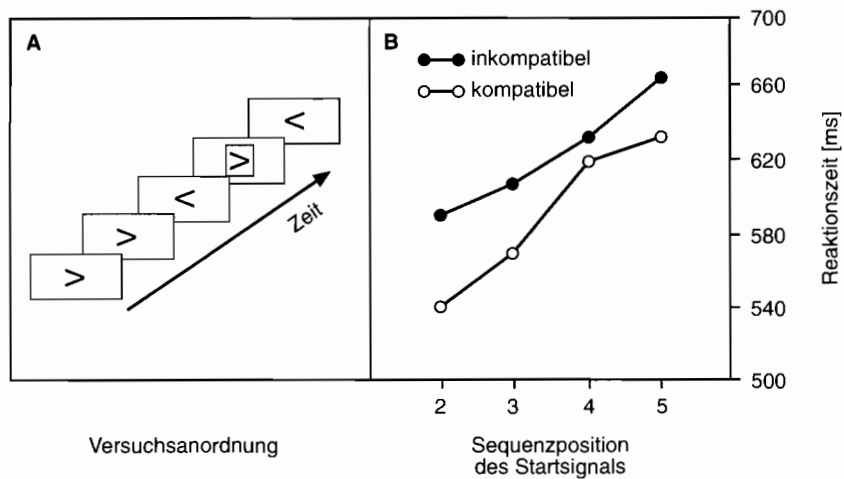 A
>
>
<
>
<
Zeit
Versuchsanordnung
B
inkompatibel
kompatibel
700
660
620
580
540
500
Reaktionszeit [ms]
2 3 4 5
Sequenzposition
des Startsignals